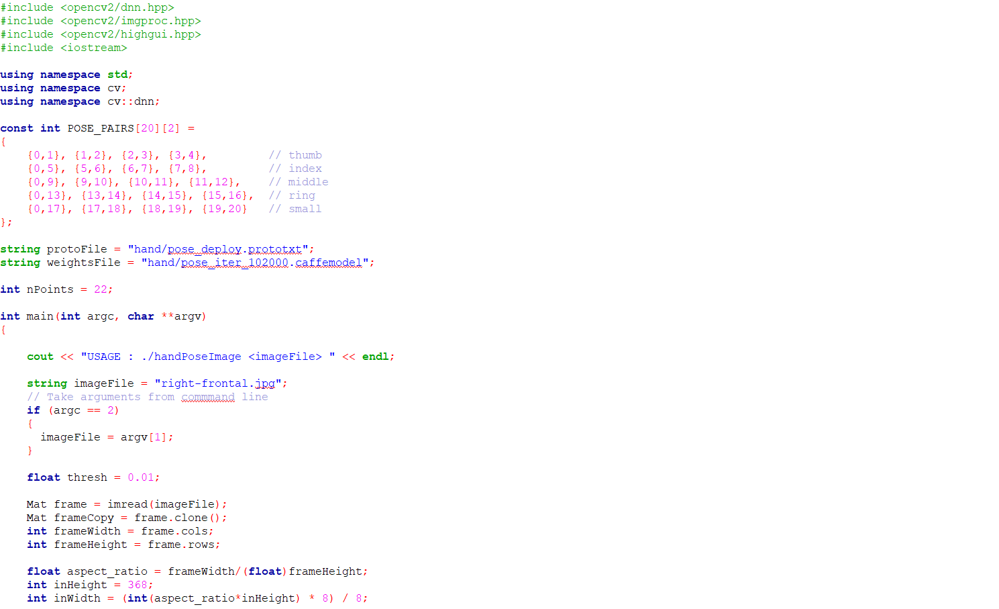 #include <opencv2/dnn.hpp>
#include <opencv2/imgproc.hpp>
#include <opencv2/highgui.hpp>
#include <iostream>

using namespace std;
using namespace cv;
using namespace cv::dnn;

const int POSE_PAIRS[20][2] =
{
    {0,1}, {1,2}, {2,3}, {3,4},         // thumb
    {0,5}, {5,6}, {6,7}, {7,8},         // index
    {0,9}, {9,10}, {10,11}, {11,12},    // middle
    {0,13}, {13,14}, {14,15}, {15,16},  // ring
    {0,17}, {17,18}, {18,19}, {19,20}   // small
};

string protoFile = "hand/pose_deploy.prototxt";
string weightsFile = "hand/pose_iter_102000.caffemodel";

int nPoints = 22;

int main(int argc, char **argv)
{

    cout << "USAGE : ./handPoseImage <imageFile> " << endl;

    string imageFile = "right-frontal.jpg";
    // Take arguments from commmand line
    if (argc == 2)
    {
      imageFile = argv[1];
    }

    float thresh = 0.01;

    Mat frame = imread(imageFile);
    Mat frameCopy = frame.clone();
    int frameWidth = frame.cols;
    int frameHeight = frame.rows;

    float aspect_ratio = frameWidth/(float)frameHeight;
    int inHeight = 368;
    int inWidth = (int(aspect_ratio*inHeight) * 8) / 8;